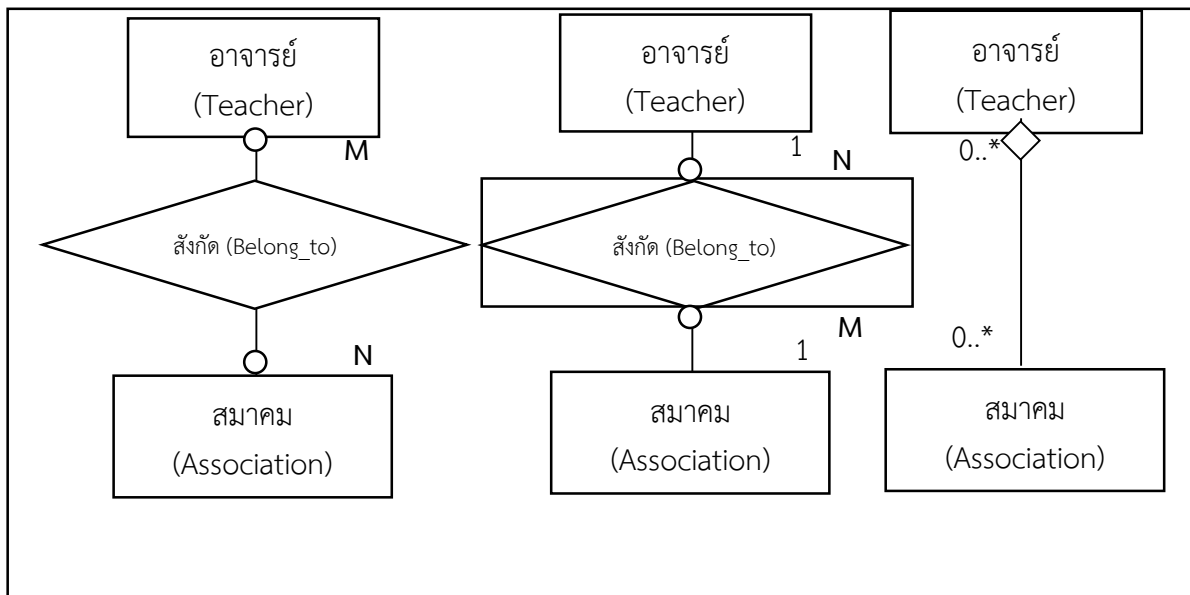 อาจารย์
(Teacher)
M
สังกัด (Belong_to)
N
สมาคม
(Association)
อาจารย์
(Teacher)
1
N
สังกัด (Belong_to)
M
1
สมาคม
(Association)
อาจารย์
(Teacher)
0..*
0..*
สมาคม
(Association)